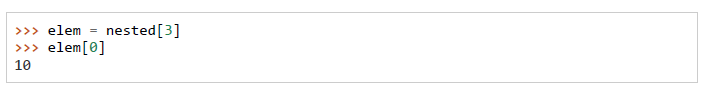 >>> elem = nested[3]
>>> elem[0]
10